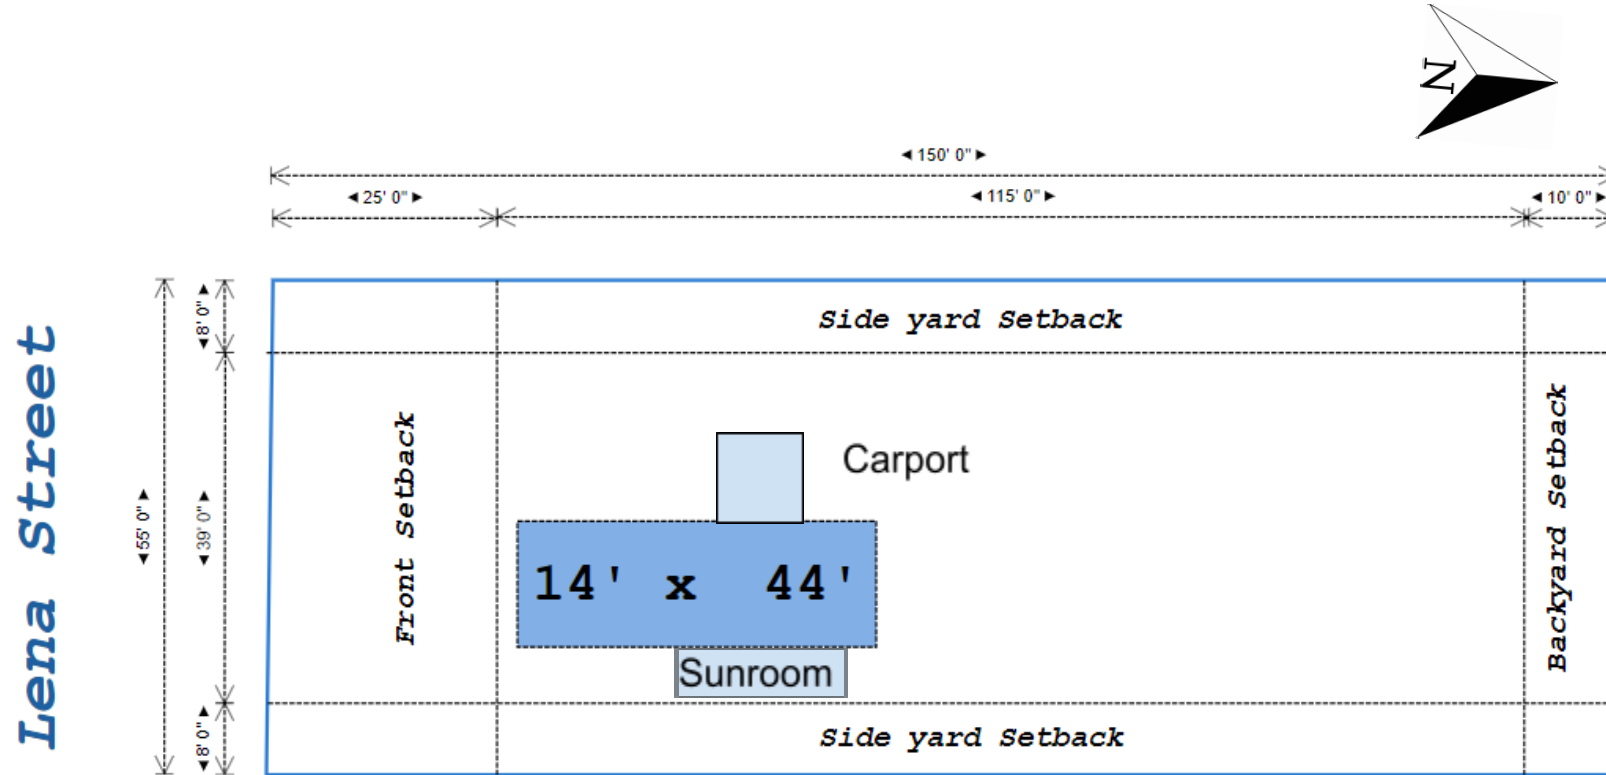 N
◄ 150' 0" ►
◄ 25' 0" ►
◄ 115' 0" ►
◄ 10' 0" ►
◄ 8' 0" ►
Side yard Setback
Lena Street
◄ 55' 0" ►
◄ 39' 0" ►
Front Setback
Carport
Backyard Setback
14' x 44'
Sunroom
◄ 8' 0" ►
Side yard Setback